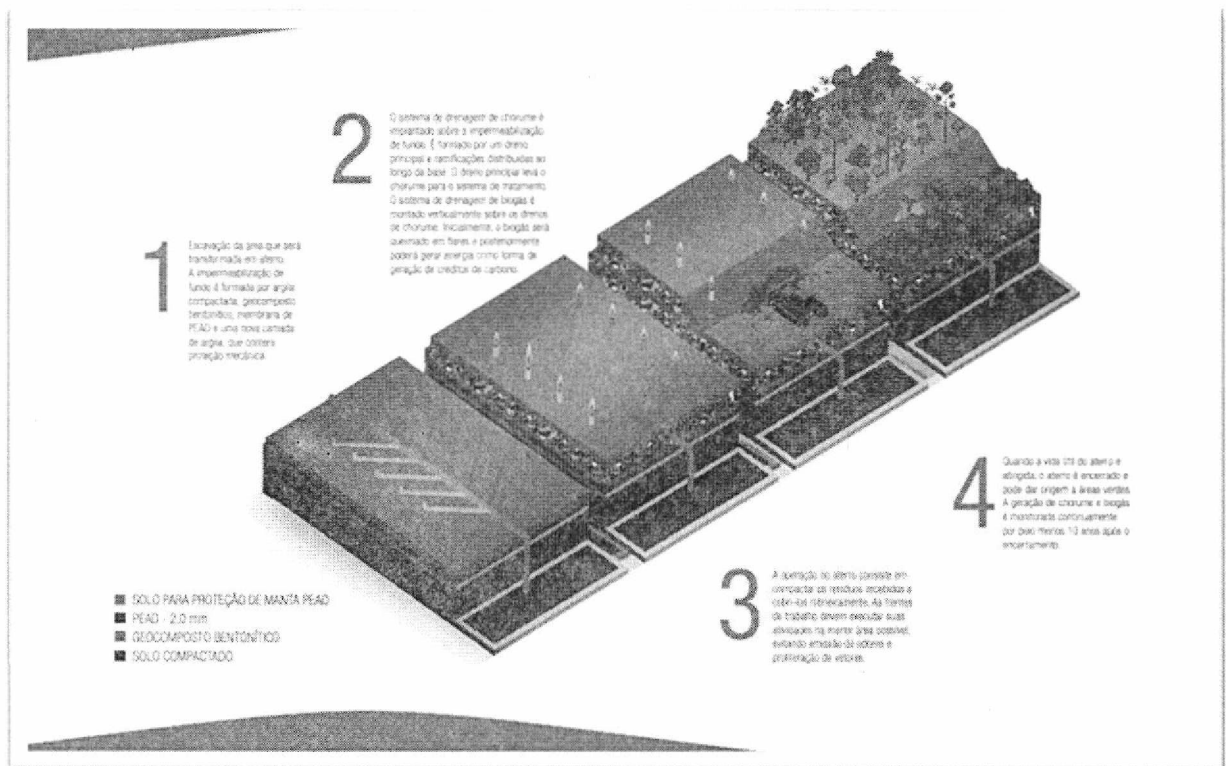 1
Escavação da área que será
transformada em aterro.
A impermeabilização de
fundo é formada por argila
compactada, geocomposto
bentonítico, membrana de
PEAD e uma nova camada
de argila, que confere
proteção mecânica.
2
O sistema de drenagem de chorume é
implantado sobre a impermeabilização
de fundo. É formado por um dreno
principal e ramificações distribuídas ao
longo da base. O dreno principal leva o
chorume para o sistema de tratamento.
O sistema de drenagem de biogás é
montado verticalmente sobre os drenos
de chorume. Inicialmente, o biogás será
queimado em flares e posteriormente
poderá gerar energia como forma de
geração de créditos de carbono.
SOLO PARA PROTEÇÃO DE MANTA PEAD
PEAD - 2,0 mm
GEOCOMPOSTO BENTONÍTICO
SOLO COMPACTADO
3
A operação no aterro consiste em
compactar os resíduos recebidos e
cobri-los rotineiramente. As frentes
de trabalho devem executar suas
atividades na menor área possível,
evitando emissão de odores e
proliferação de vetores.
4
Quando a vida útil do aterro é
atingida, o aterro é encerrado e
pode dar origem a áreas verdes.
A geração de chorume e biogás
é monitorada continuamente
por pelo menos 10 anos após o
encerramento.